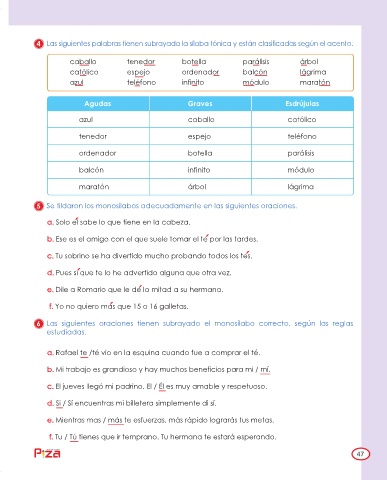 4 Las siguientes palabras tienen subrayado la sílaba tónica y están clasificadas según el acento.
caballo tenedor botella parálisis árbol
católico espejo ordenador balcón lágrima
azul teléfono infinito módulo maratón
Agudas Graves Esdrújulas
azul caballo católico
tenedor espejo teléfono
ordenador botella parálisis
balcón infinito módulo
maratón árbol lágrima
5 Se tildaron los monosílabos adecuadamente en las siguientes oraciones.
a. Solo él sabe lo que tiene en la cabeza.
b. Ese es el amigo con el que suele tomar el té por las tardes.
c. Tu sobrino se ha divertido mucho probando todos los tés.
d. Pues sí que te lo he advertido alguna que otra vez.
e. Dile a Romario que le dé la mitad a su hermano.
f. Yo no quiero más que 15 o 16 galletas.
6 Las siguientes oraciones tienen subrayado el monosílabo correcto, según las reglas
estudiadas.
a. Rafael te /té vio en la esquina cuando fue a comprar el té.
b. Mi trabajo es grandioso y hay muchos beneficios para mi / mí.
c. El jueves llegó mi padrino. El / Él es muy amable y respetuoso.
d. Si / Sí encuentras mi billetera simplemente di sí.
e. Mientras mas / más te esfuerzas, más rápido lograrás tus metas.
f. Tu / Tú tienes que ir temprano. Tu hermana te estará esperando.
Piza 47